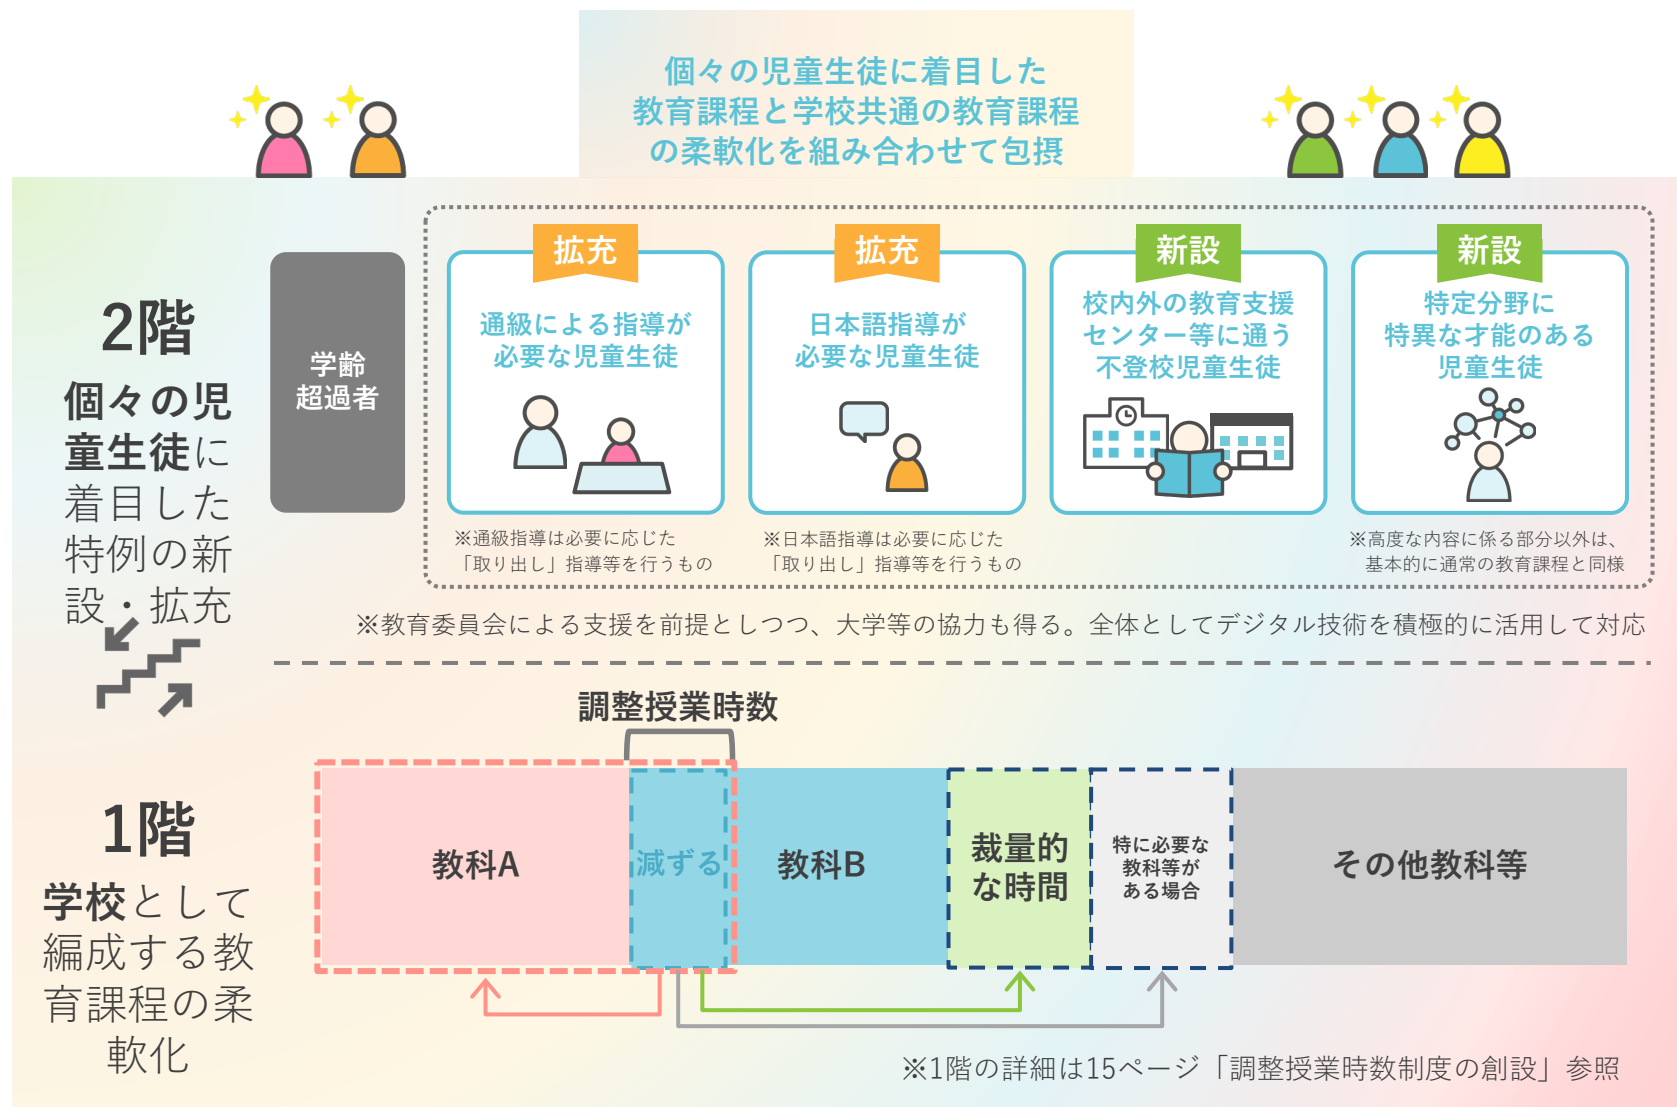 個々の児童生徒に着目した
教育課程と学校共通の教育課程
の柔軟化を組み合わせて包摂
2階
個々の児
童生徒に
着目した
特例の新
設・拡充
学齢
超過者
拡充
通級による指導が
必要な児童生徒
※通級指導は必要に応じた
「取り出し」指導等を行うもの
拡充
日本語指導が
必要な児童生徒
※日本語指導は必要に応じた
「取り出し」指導等を行うもの
新設
校内外の教育支援
センター等に通う
不登校児童生徒
新設
特定分野に
特異な才能のある
児童生徒
※高度な内容に係る部分以外は、
基本的に通常の教育課程と同様
※教育委員会による支援を前提としつつ、大学等の協力も得る。全体としてデジタル技術を積極的に活用して対応
1階
学校として
編成する教
育課程の柔
軟化
調整授業時数
教科A
減ずる
教科B
裁量的
な時間
特に必要な
教科等が
ある場合
その他教科等
※1階の詳細は15ページ「調整授業時数制度の創設」参照